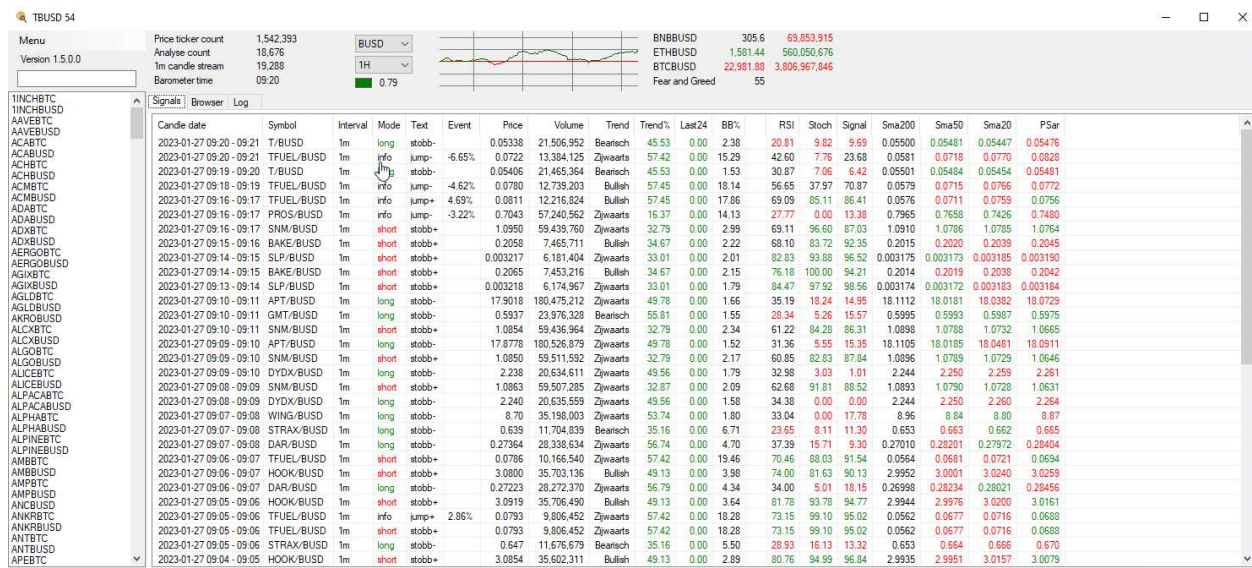 TBUSD 54
Menu
Version 1.5.0.0
Price ticker count 1,542,393
Analyse count 18,676
1m candle stream 19,288
Barometer time 09:20
BUSD
1H
0.79
BNBBUSD 305.6 69,853,915
ETHBUSD 1,581.44 560,050,676
BTCBUSD 22,981.88 3,806,967,846
Fear and Greed 55
1INCHBTC
1INCHBUSD
AAVEBTC
AAVEBUSD
ACABTC
ACABUSD
ACHBTC
ACHBUSD
ACMBTC
ACMBUSD
ADABTC
ADABUSD
ADXBTC
ADXBUSD
AERGOBTC
AERGOBUSD
AGIXBTC
AGIXBUSD
AGLDBTC
AGLDBUSD
AKROBUSD
ALCXBTC
ALCXBUSD
ALGOBTC
ALGOBUSD
ALICEBTC
ALICEBUSD
ALPACABTC
ALPACABUSD
ALPHABTC
ALPHABUSD
ALPINEBTC
ALPINEBUSD
AMBBTC
AMBBUSD
AMPBTC
AMPBUSD
ANCBUSD
ANKRBTC
ANKRBUSD
ANTBTC
ANTBUSD
APEBTC
Signals Browser Log
Candle date Symbol Interval Mode Text Event Price Volume Trend Trend% Last24 BB% RSI Stoch Signal Sma200 Sma50 Sma20 PSar
2023-01-27 09:20 - 09:21 T/BUSD 1m long stobb- 0.05338 21,506,952 Bearisch 45.53 0.00 2.38 20.81 9.82 9.69 0.05500 0.05481 0.05447 0.05476
2023-01-27 09:20 - 09:21 TFUEL/BUSD 1m info jump- -6.65% 0.0722 13,384,125 Zijwaarts 57.42 0.00 15.29 42.60 7.76 23.68 0.0581 0.0718 0.0770 0.0828
2023-01-27 09:19 - 09:20 T/BUSD 1m stobb- 0.05406 21,465,364 Bearisch 45.53 0.00 1.53 30.87 7.06 6.42 0.05501 0.05484 0.05454 0.05481
2023-01-27 09:18 - 09:19 TFUEL/BUSD 1m info jump- -4.62% 0.0780 12,739,203 Bullish 57.45 0.00 18.14 56.65 37.97 70.87 0.0579 0.0715 0.0766 0.0772
2023-01-27 09:16 - 09:17 TFUEL/BUSD 1m info jump+ 4.69% 0.0811 12,216,824 Bullish 57.45 0.00 17.86 69.09 85.11 86.41 0.0576 0.0711 0.0759 0.0756
2023-01-27 09:16 - 09:17 PROS/BUSD 1m info jump- -3.22% 0.7043 57,240,562 Zijwaarts 16.37 0.00 14.13 27.77 0.00 13.38 0.7965 0.7658 0.7426 0.7480
2023-01-27 09:16 - 09:17 SNM/BUSD 1m short stobb+ 1.0950 59,439,760 Zijwaarts 32.79 0.00 2.99 69.11 96.60 87.03 1.0910 1.0786 1.0785 1.0764
2023-01-27 09:15 - 09:16 BAKE/BUSD 1m short stobb+ 0.2058 7,465,711 Bullish 34.67 0.00 2.22 68.10 83.72 92.35 0.2015 0.2020 0.2039 0.2045
2023-01-27 09:14 - 09:15 SLP/BUSD 1m short stobb+ 0.003217 6,181,404 Zijwaarts 33.01 0.00 2.01 82.83 93.88 96.52 0.003175 0.003173 0.003185 0.003190
2023-01-27 09:14 - 09:15 BAKE/BUSD 1m short stobb+ 0.2065 7,453,216 Bullish 34.67 0.00 2.15 76.18 100.00 94.21 0.2014 0.2019 0.2038 0.2042
2023-01-27 09:13 - 09:14 SLP/BUSD 1m short stobb+ 0.003218 6,174,967 Zijwaarts 33.01 0.00 1.79 84.47 97.92 98.56 0.003174 0.003172 0.003183 0.003184
2023-01-27 09:10 - 09:11 APT/BUSD 1m long stobb- 17.9018 180,475,212 Zijwaarts 49.78 0.00 1.66 35.19 18.24 14.95 18.1112 18.0181 18.0382 18.0729
2023-01-27 09:10 - 09:11 GMT/BUSD 1m long stobb- 0.5937 23,976,328 Bearisch 55.81 0.00 1.55 28.34 5.26 15.57 0.5995 0.5993 0.5987 0.5975
2023-01-27 09:10 - 09:11 SNM/BUSD 1m short stobb+ 1.0854 59,436,964 Zijwaarts 32.79 0.00 2.34 61.22 84.28 86.31 1.0898 1.0788 1.0732 1.0665
2023-01-27 09:09 - 09:10 APT/BUSD 1m long stobb- 17.8778 180,526,879 Zijwaarts 49.78 0.00 1.52 31.36 5.55 15.35 18.1105 18.0185 18.0481 18.0911
2023-01-27 09:09 - 09:10 SNM/BUSD 1m short stobb+ 1.0850 59,511,592 Zijwaarts 32.79 0.00 2.17 60.85 82.83 87.84 1.0896 1.0789 1.0729 1.0646
2023-01-27 09:09 - 09:10 DYDX/BUSD 1m long stobb- 2.238 20,634,611 Zijwaarts 49.56 0.00 1.79 32.98 3.03 1.01 2.244 2.250 2.259 2.261
2023-01-27 09:08 - 09:09 SNM/BUSD 1m short stobb+ 1.0863 59,507,285 Zijwaarts 32.87 0.00 2.09 62.68 91.81 88.52 1.0893 1.0790 1.0728 1.0631
2023-01-27 09:08 - 09:09 DYDX/BUSD 1m long stobb- 2.240 20,635,559 Zijwaarts 49.56 0.00 1.58 34.38 0.00 0.00 2.244 2.250 2.260 2.264
2023-01-27 09:07 - 09:08 WING/BUSD 1m long stobb- 8.70 35,198,003 Zijwaarts 53.74 0.00 1.80 33.04 0.00 17.78 8.96 8.84 8.80 8.87
2023-01-27 09:07 - 09:08 STRAX/BUSD 1m long stobb- 0.639 11,704,839 Bearisch 35.16 0.00 6.71 23.65 8.11 11.30 0.653 0.663 0.662 0.665
2023-01-27 09:07 - 09:08 DAR/BUSD 1m long stobb- 0.27364 28,338,634 Zijwaarts 56.74 0.00 4.70 37.39 15.71 9.30 0.27010 0.28201 0.27972 0.28404
2023-01-27 09:06 - 09:07 TFUEL/BUSD 1m short stobb+ 0.0786 10,166,540 Zijwaarts 57.42 0.00 19.46 70.46 88.03 91.54 0.0564 0.0681 0.0721 0.0694
2023-01-27 09:06 - 09:07 HOOK/BUSD 1m short stobb+ 3.0800 35,703,136 Bullish 49.13 0.00 3.98 74.00 81.63 90.13 2.9952 3.0001 3.0240 3.0259
2023-01-27 09:06 - 09:07 DAR/BUSD 1m long stobb- 0.27223 28,272,370 Zijwaarts 56.79 0.00 4.34 34.00 5.01 18.15 0.26998 0.28234 0.28021 0.28456
2023-01-27 09:05 - 09:06 HOOK/BUSD 1m short stobb+ 3.0919 35,706,490 Bullish 49.13 0.00 3.64 81.78 93.78 94.77 2.9944 2.9976 3.0200 3.0161
2023-01-27 09:05 - 09:06 TFUEL/BUSD 1m info jump+ 2.86% 0.0793 9,806,452 Zijwaarts 57.42 0.00 18.28 73.15 99.10 95.02 0.0562 0.0677 0.0716 0.0688
2023-01-27 09:05 - 09:06 TFUEL/BUSD 1m short stobb+ 0.0793 9,806,452 Zijwaarts 57.42 0.00 18.28 73.15 99.10 95.02 0.0562 0.0677 0.0716 0.0688
2023-01-27 09:05 - 09:06 STRAX/BUSD 1m long stobb- 0.647 11,676,679 Bearisch 35.16 0.00 5.50 28.93 16.13 13.32 0.653 0.664 0.666 0.670
2023-01-27 09:04 - 09:05 HOOK/BUSD 1m short stobb+ 3.0854 35,602,311 Bullish 49.13 0.00 2.89 80.76 94.99 96.84 2.9935 2.9951 3.0157 3.0079